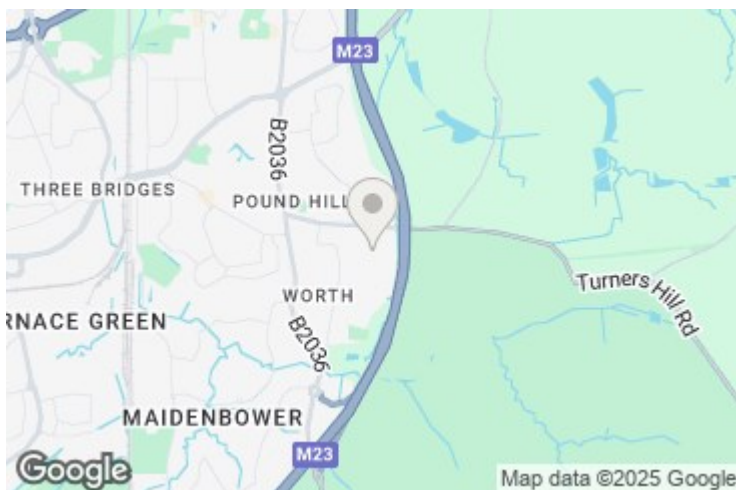 M23
B2036
THREE BRIDGES
POUND HILL
WORTH
Turners Hill Rd
RNACE GREEN
B2036
MAIDENBOWER
M23
Google
Map data ©2025 Google